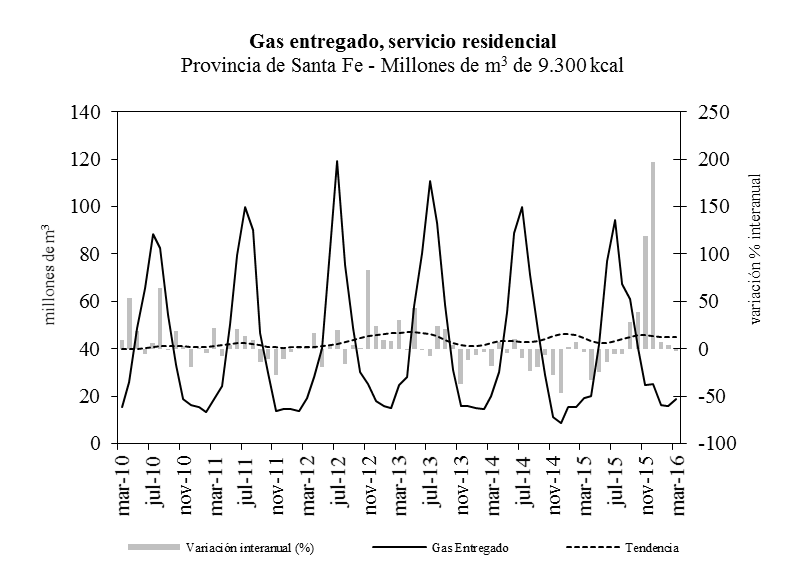 Gas entregado, servicio residencial
Provincia de Santa Fe - Millones de m³ de 9.300 kcal
140
120
100
80
60
40
20
0
millones de m³
250
200
150
100
50
0
-50
-100
variación % interanual
mar-10
jul-10
nov-10
mar-11
jul-11
nov-11
mar-12
jul-12
nov-12
mar-13
jul-13
nov-13
mar-14
jul-14
nov-14
mar-15
jul-15
nov-15
mar-16
Variación interanual (%)
Gas Entregado
Tendencia